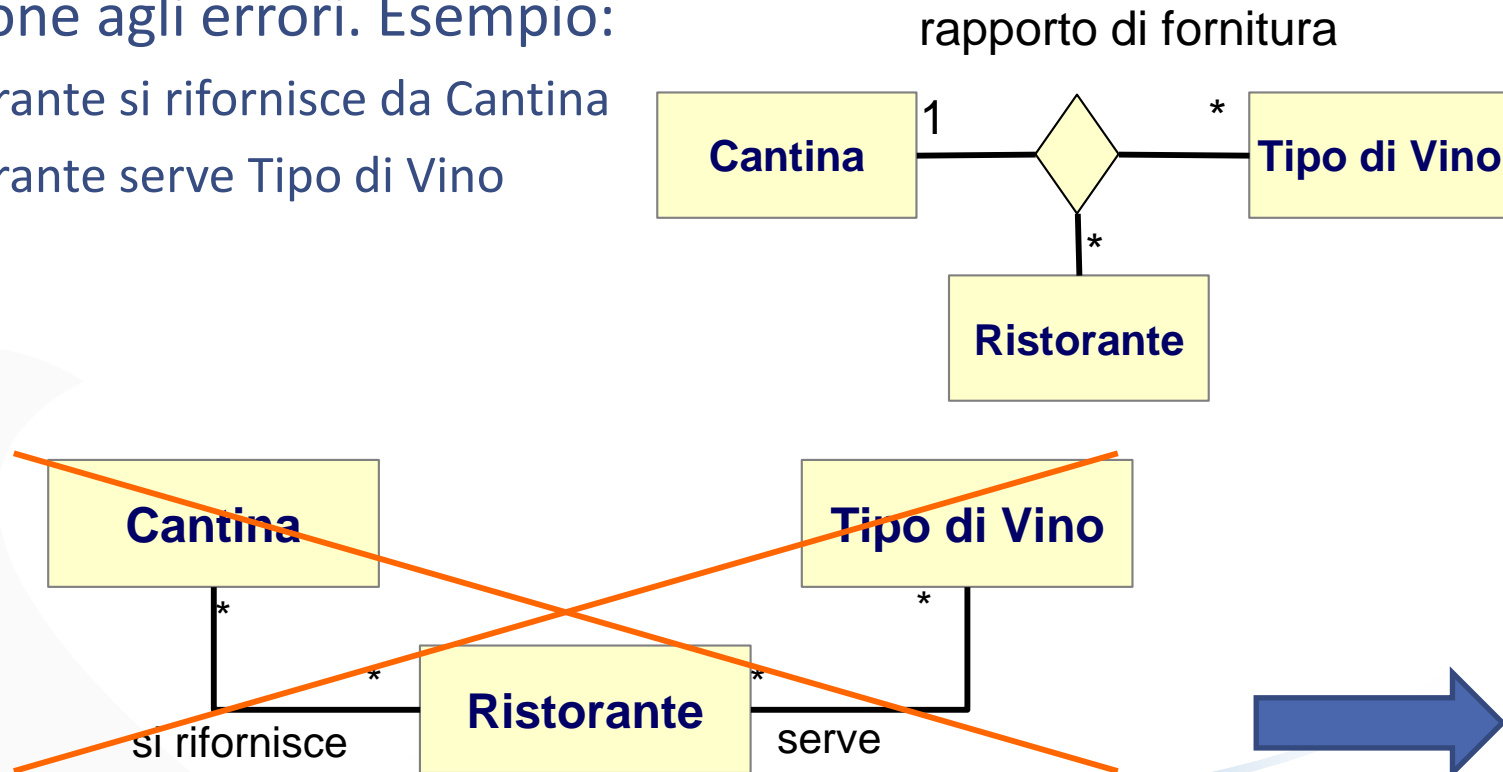 one agli errori. Esempio:
rante si rifornisce da Cantina
rante serve Tipo di Vino
rapporto di fornitura
Cantina
1
*
Tipo di Vino
*
Ristorante
Cantina
Tipo di Vino
*
*
*
Ristorante
*
si rifornisce
serve